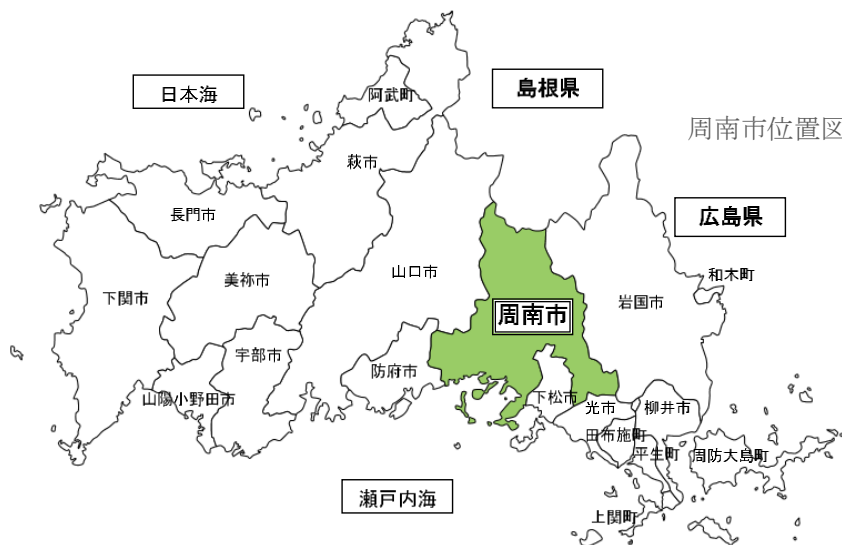 日本海
島根県
阿武町
周南市位置図
萩市
長門市
広島県
山口市
美祢市
和木町
下関市
岩国市
周南市
宇部市
防府市
山陽小野田市
下松市
光市
柳井市
田布施町
平生町
周防大島町
瀬戸内海
上関町